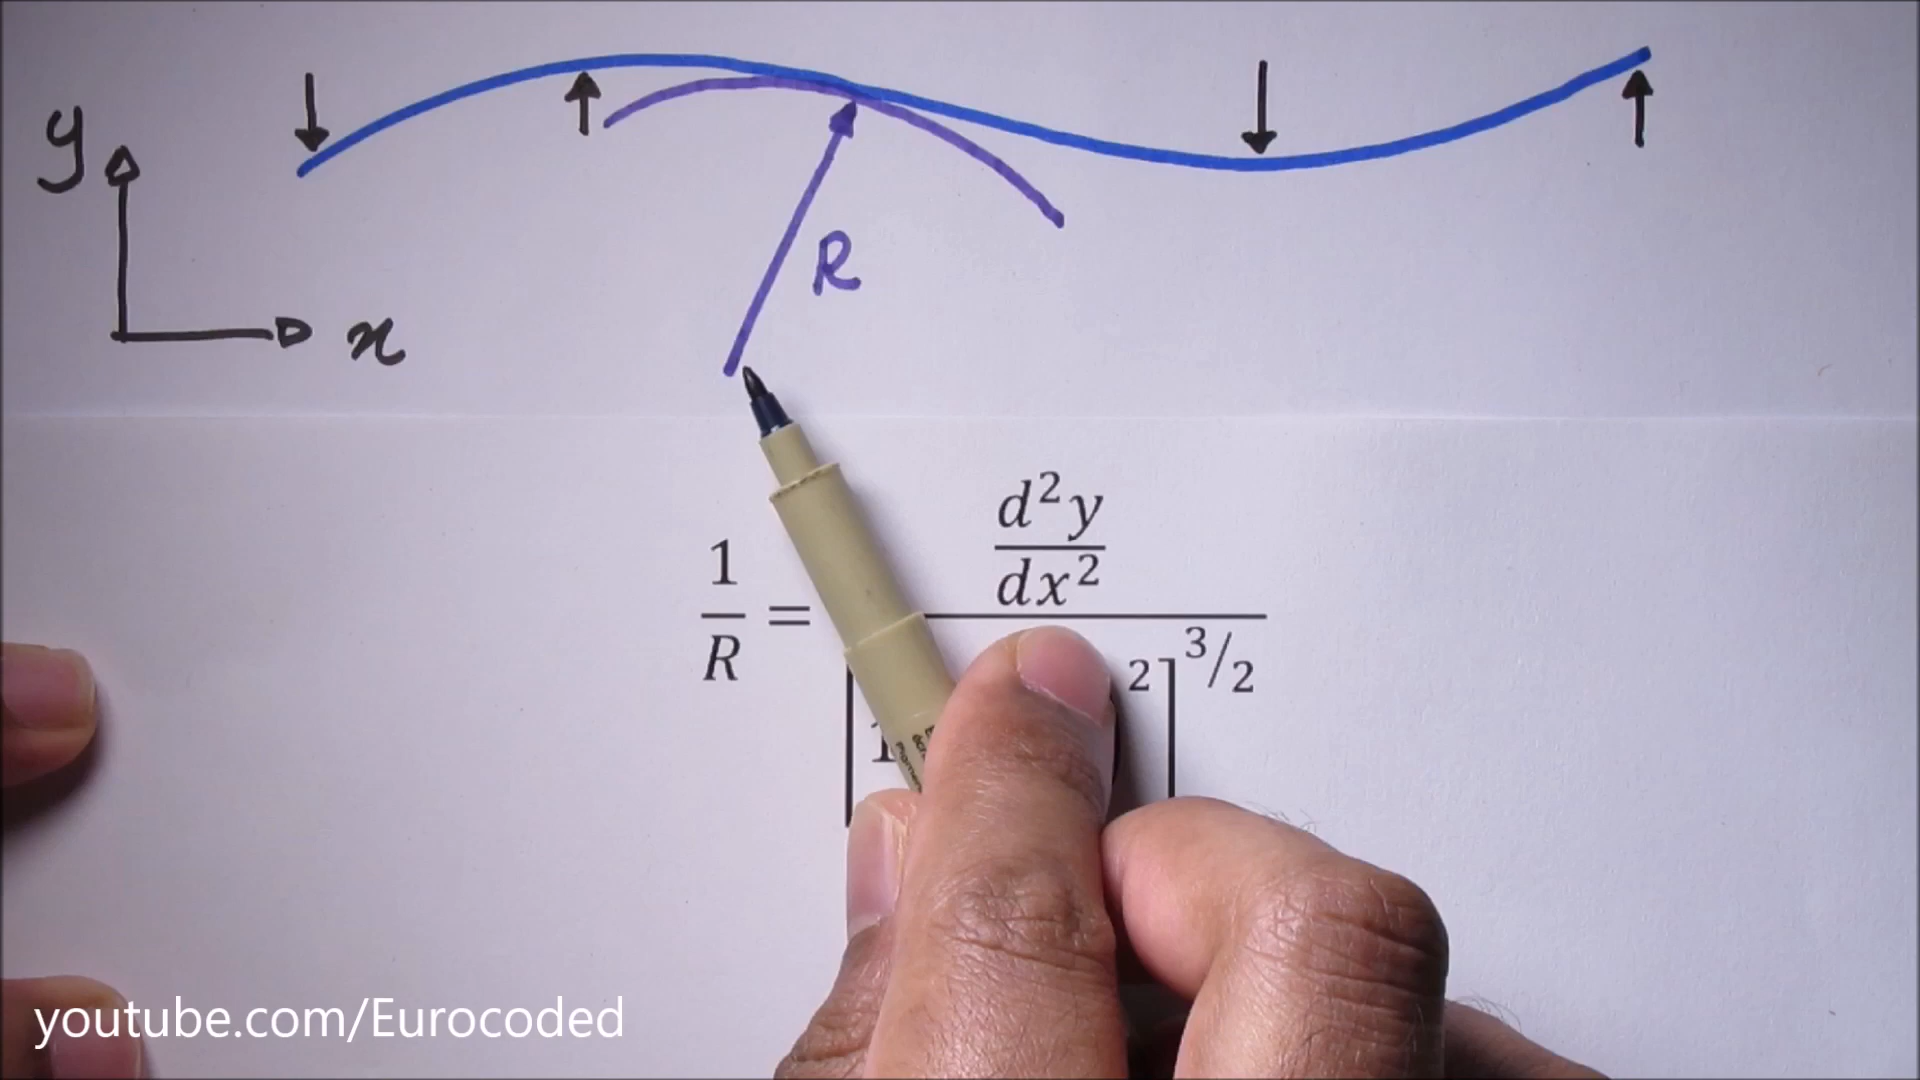 y
R
x
d²y
1
dx²
=
R
2 3/2
1
youtube.com/Eurocoded